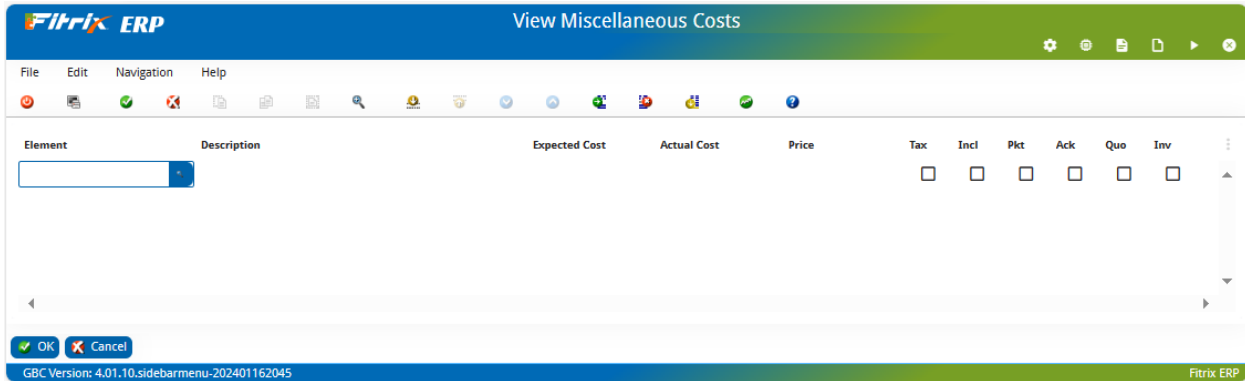 Fitrix ERP
View Miscellaneous Costs
File Edit Navigation Help
Element Description Expected Cost Actual Cost Price Tax Incl Pkt Ack Quo Inv
OK Cancel
GBC Version: 4.01.10.sidebarmenu-202401162045 Fitrix ERP